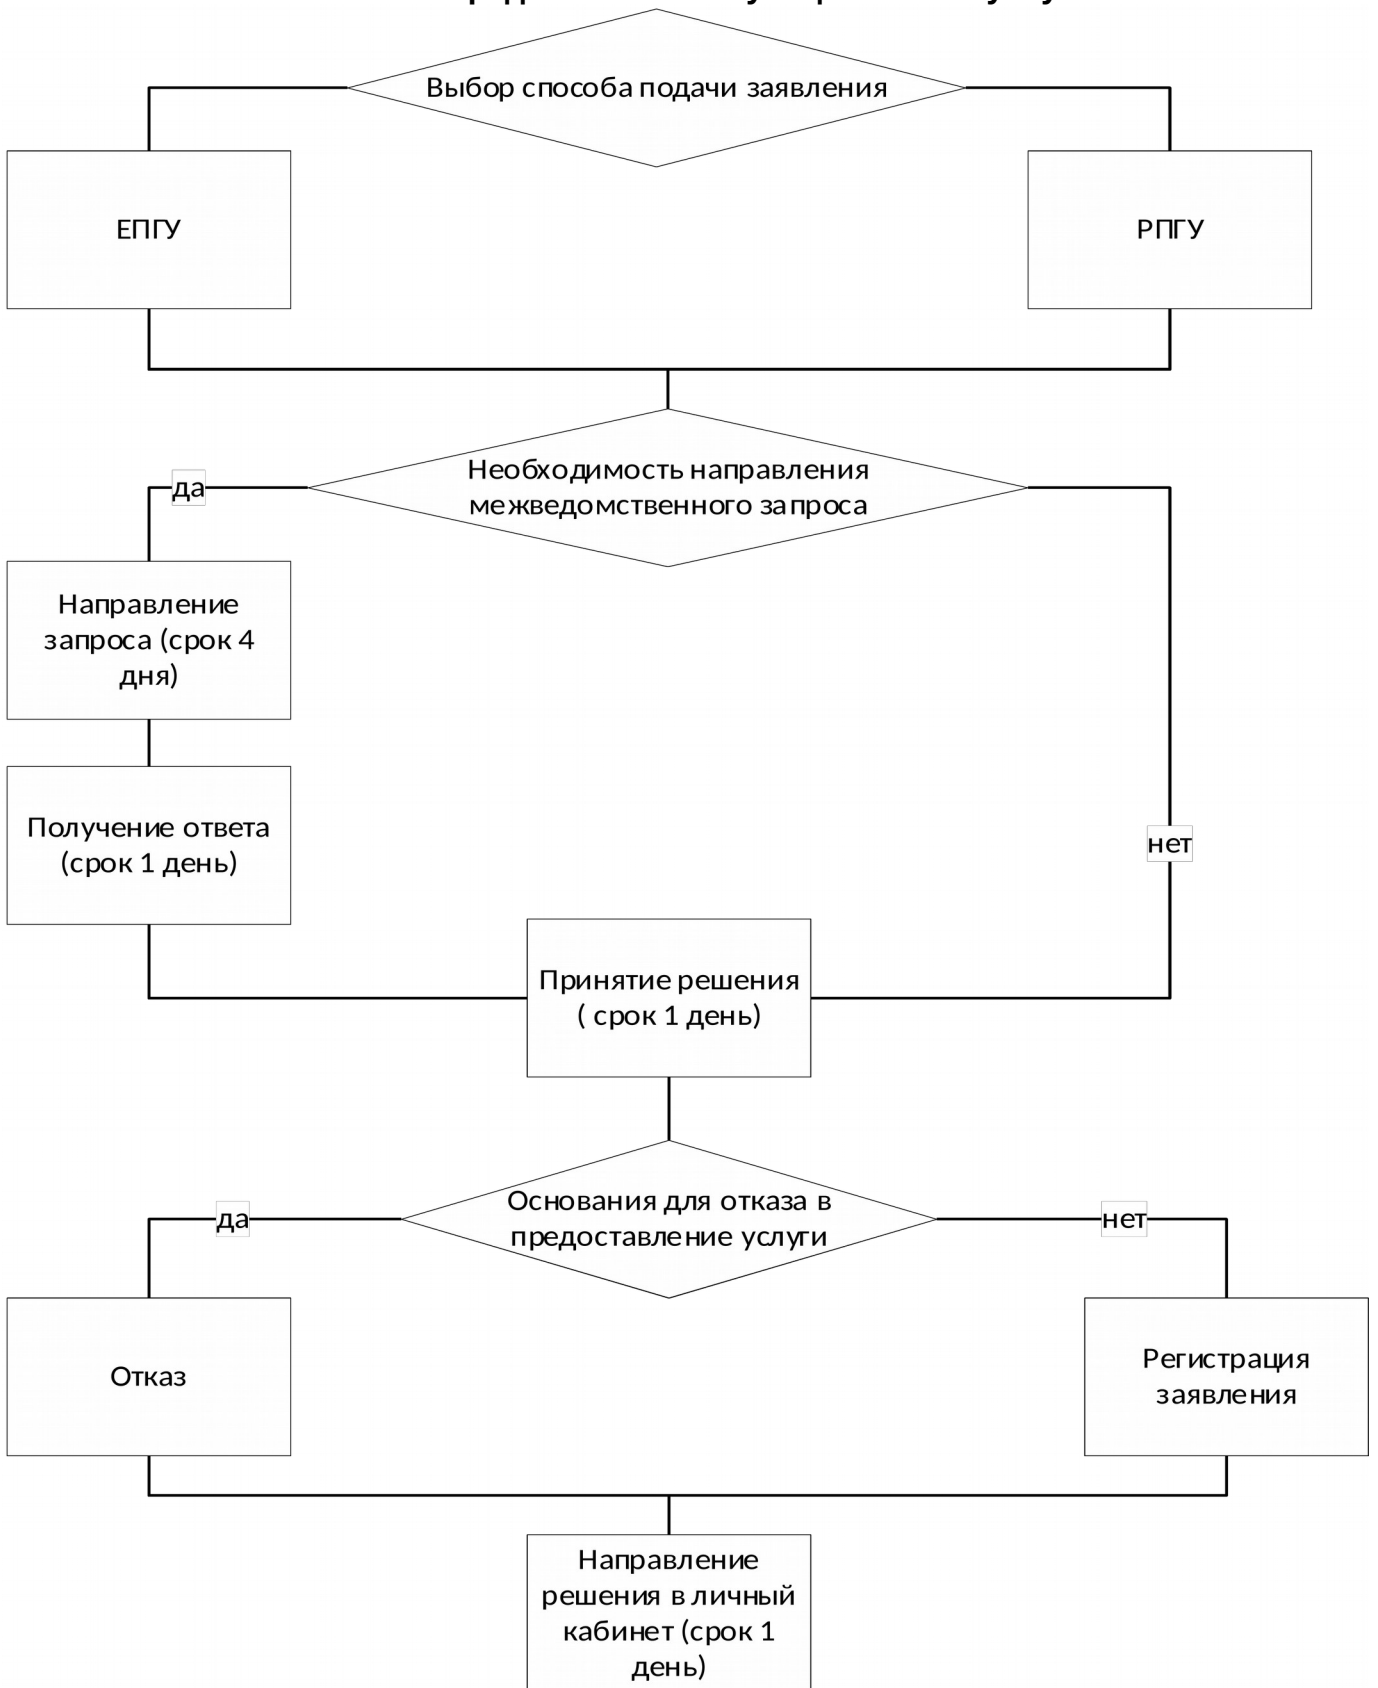 Выбор способа подачи заявления
ЕПГУ
РПГУ
Необходимость направления
межведомственного запроса
да
Направление
запроса (срок 4
дня)
Получение ответа
(срок 1 день)
нет
Принятие решения
( срок 1 день)
Основания для отказа в
предоставление услуги
да
нет
Отказ
Регистрация
заявления
Направление
решения в личный
кабинет (срок 1
день)